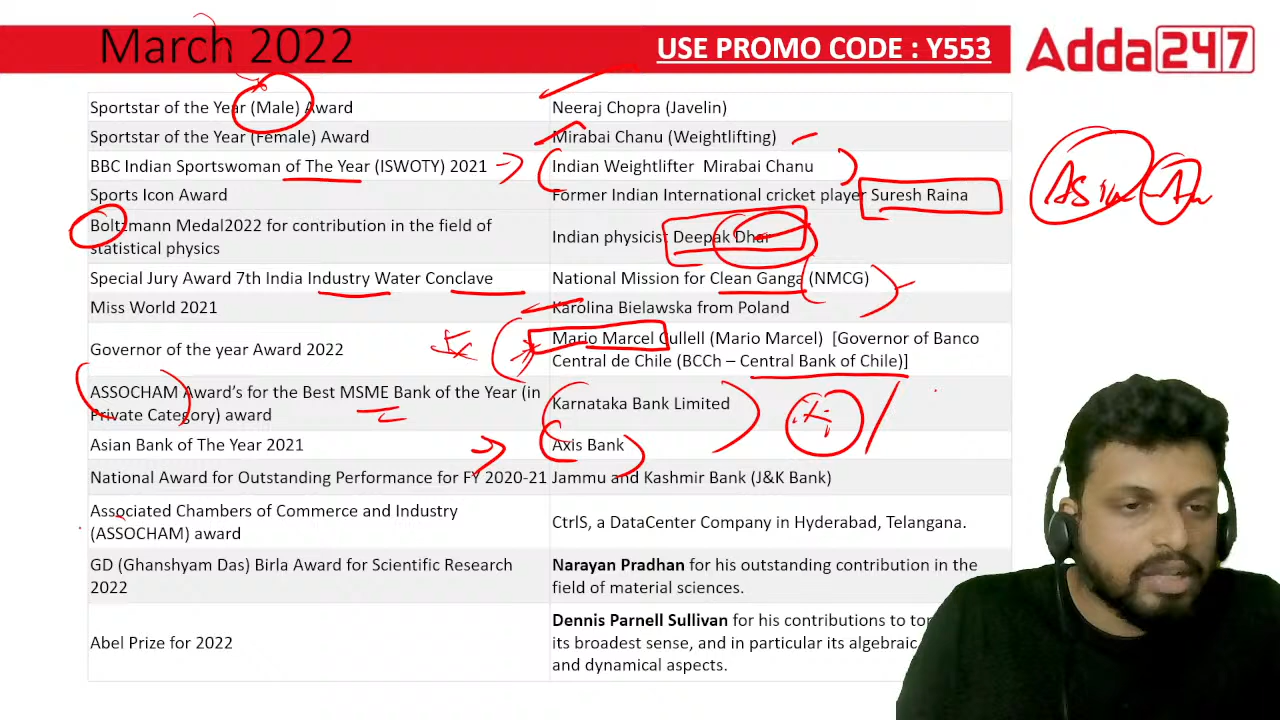 March 2022
USE PROMO CODE : Y553
Adda247
Sportstar of the Year (Male) Award
Neeraj Chopra (Javelin)
Sportstar of the Year (Female) Award
Mirabai Chanu (Weightlifting)
BBC Indian Sportswoman of The Year (ISWOTY) 2021
Indian Weightlifter Mirabai Chanu
Sports Icon Award
Former Indian International cricket player Suresh Raina
Boltzmann Medal2022 for contribution in the field of
statistical physics
Indian physicist Deepak Dhar
Special Jury Award 7th India Industry Water Conclave
National Mission for Clean Ganga (NMCG)
Miss World 2021
Karolina Bielawska from Poland
Governor of the year Award 2022
Mario Marcel Cullell (Mario Marcel) [Governor of Banco
Central de Chile (BCCh – Central Bank of Chile)]
ASSOCHAM Award's for the Best MSME Bank of the Year (in
Private Category) award
Karnataka Bank Limited
Asian Bank of The Year 2021
Axis Bank
National Award for Outstanding Performance for FY 2020-21
Jammu and Kashmir Bank (J&K Bank)
Associated Chambers of Commerce and Industry
(ASSOCHAM) award
CtrlS, a DataCenter Company in Hyderabad, Telangana.
GD (Ghanshyam Das) Birla Award for Scientific Research
2022
Narayan Pradhan for his outstanding contribution in the
field of material sciences.
Abel Prize for 2022
Dennis Parnell Sullivan for his contributions to
its broadest sense, and in particular its algebraic
and dynamical aspects.